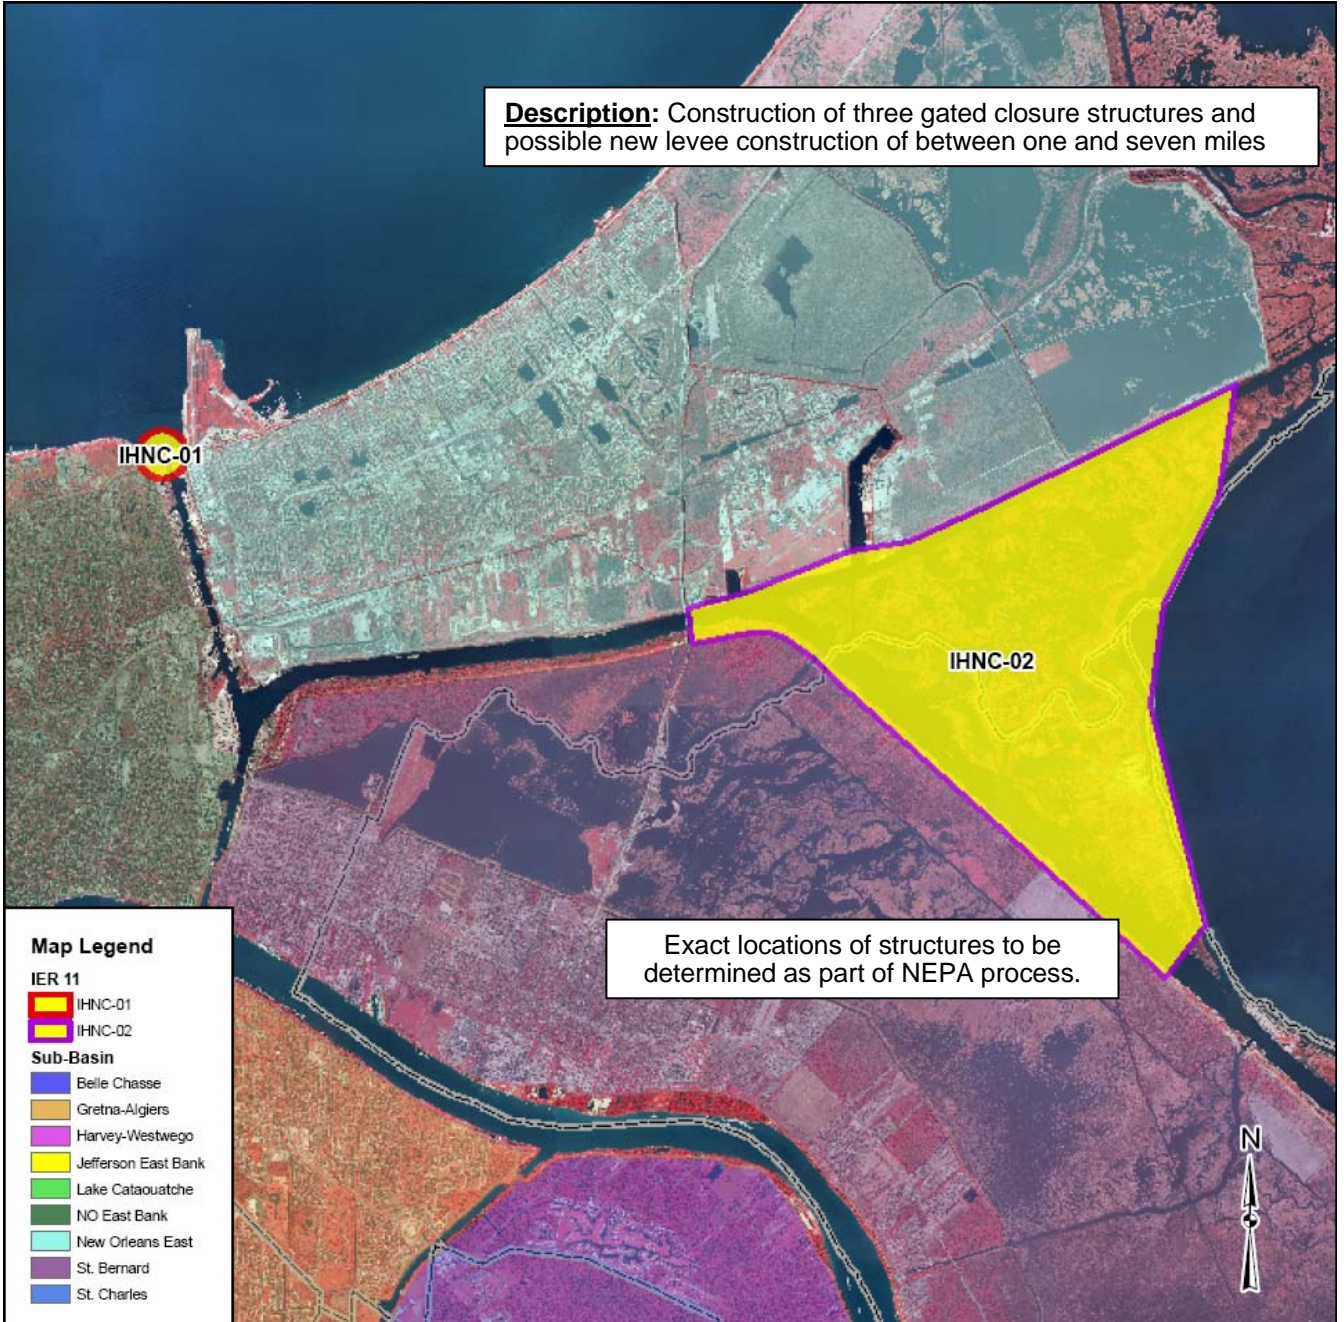 Description: Construction of three gated closure structures and
possible new levee construction of between one and seven miles
IHNC-01
IHNC-02
Exact locations of structures to be
determined as part of NEPA process.
Map Legend
IER 11
IHNC-01
IHNC-02
Sub-Basin
Belle Chasse
Gretna-Algiers
Harvey-Westwego
Jefferson East Bank
Lake Cataouatche
NO East Bank
New Orleans East
St. Bernard
St. Charles
N